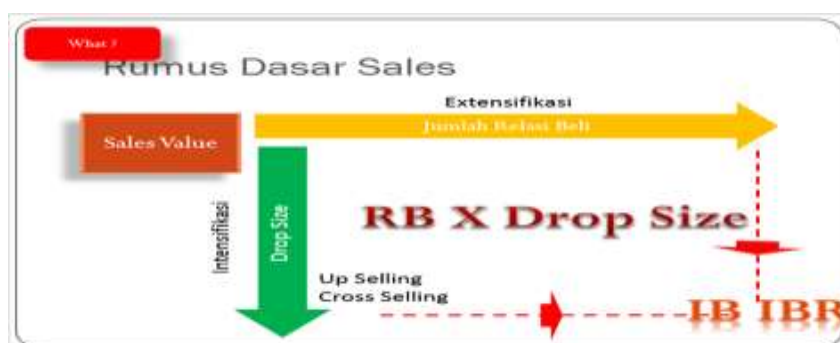 What ?
Rumus Dasar Sales
Extensifikasi
Jumlah Relasi Beli
Sales Value
Intensifikasi
Drop Size
RB X Drop Size
Up Selling
Cross Selling
IB IBR